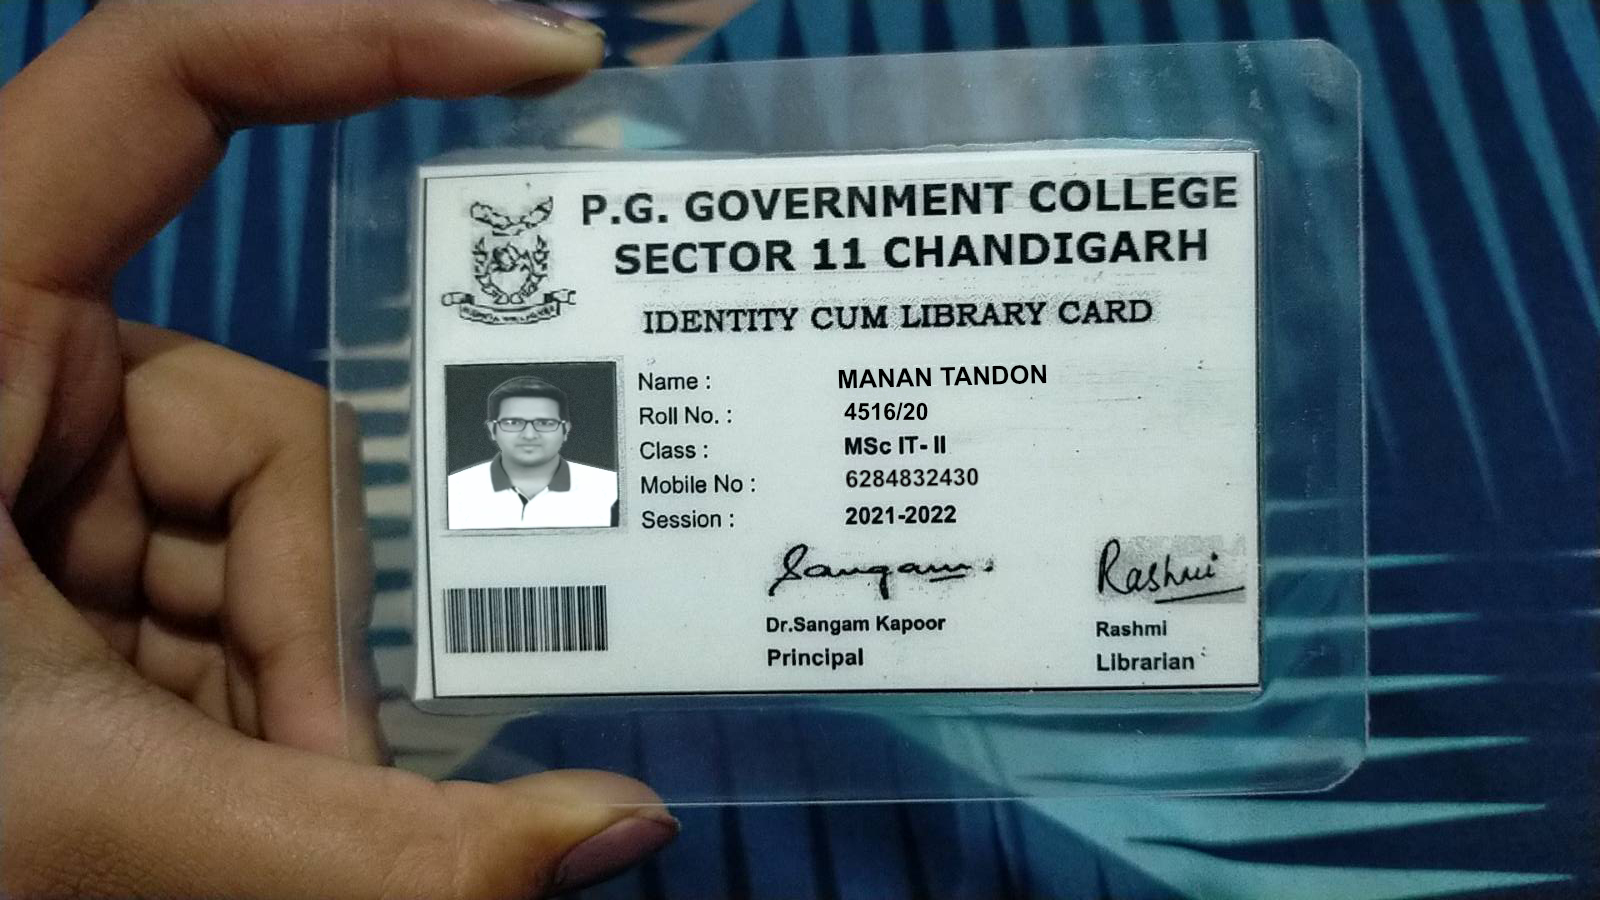 P.G. GOVERNMENT COLLEGE
SECTOR 11 CHANDIGARH
IDENTITY CUM LIBRARY CARD
Name : MANAN TANDON
Roll No. : 4516/20
Class : MSc IT- II
Mobile No : 6284832430
Session : 2021-2022
Sangam. Rashmi
Dr.Sangam Kapoor Rashmi
Principal Librarian